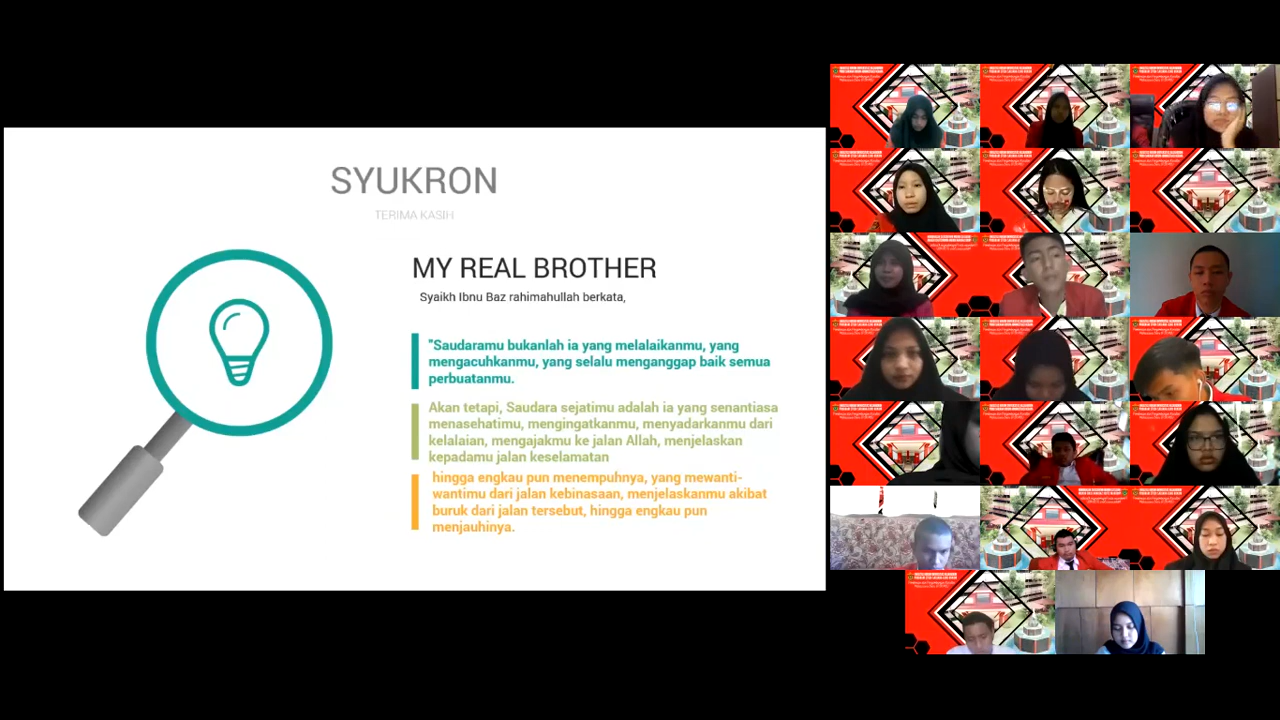 SYUKRON
TERIMA KASIH
MY REAL BROTHER
Syaikh Ibnu Baz rahimahullah berkata,
"Saudaramu bukanlah ia yang melalaikanmu, yang
mengacuhkanmu, yang selalu menganggap baik semua
perbuatanmu.
Akan tetapi, Saudara sejatimu adalah ia yang senantiasa
menasehatimu, mengingatkanmu, menyadarkanmu dari
kelalaian, mengajakmu ke jalan Allah, menjelaskan
kepadamu jalan keselamatan
hingga engkau pun menempuhnya, yang mewanti-
wantimu dari jalan kebinasaan, menjelaskanmu akibat
buruk dari jalan tersebut, hingga engkau pun
menjauhinya.